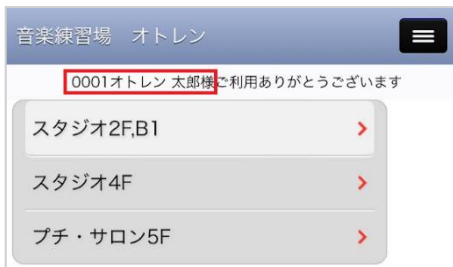 音楽練習場　オトレン
0001オトレン 太郎様ご利用ありがとうございます
スタジオ2F,B1
スタジオ4F
プチ・サロン5F